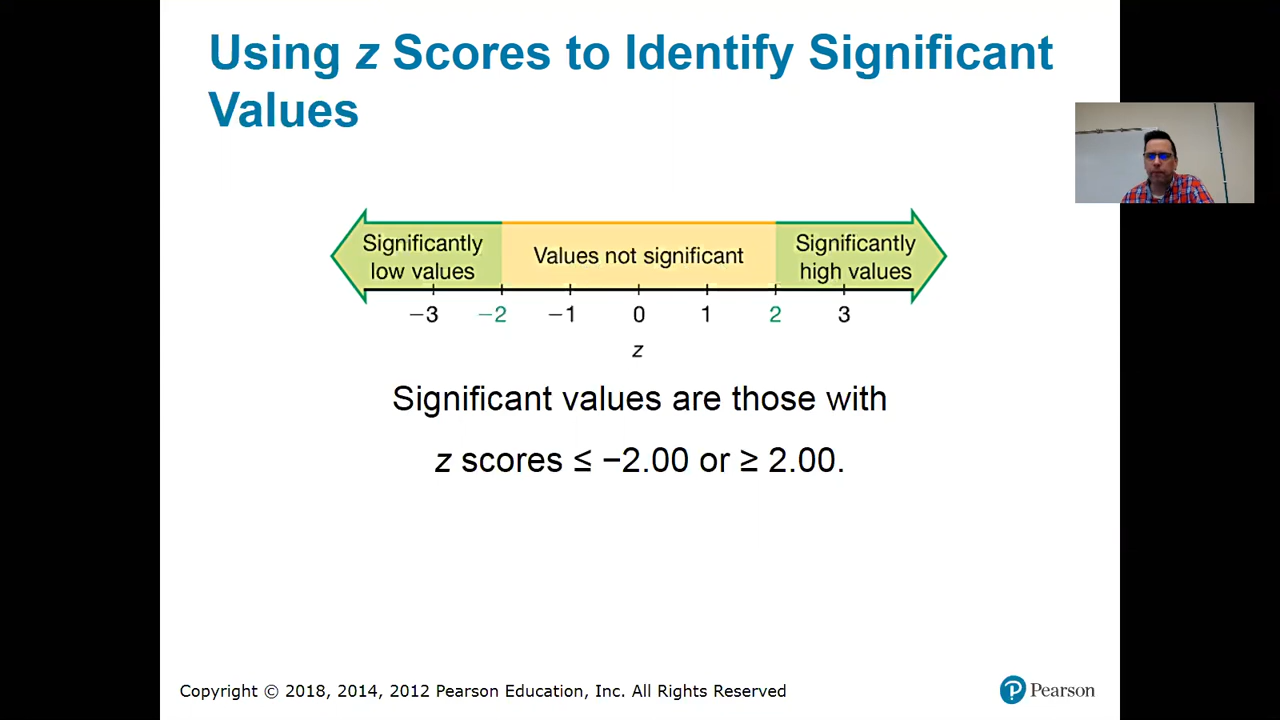 Using z Scores to Identify Significant
Values
Significantly
low values
Values not significant
Significantly
high values
−3 −2 −1 0 1 2 3
z
Significant values are those with
z scores ≤ −2.00 or ≥ 2.00.
Copyright © 2018, 2014, 2012 Pearson Education, Inc. All Rights Reserved
P Pearson